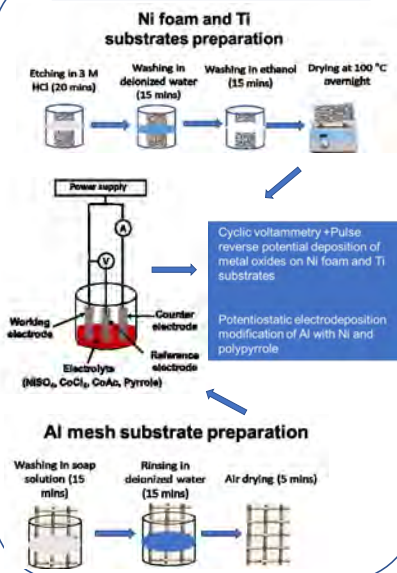 Ni foam and Ti
substrates preparation
Etching in 3 M
HCl (20 mins)
Washing in
deionized water
(15 mins)
Washing in ethanol
(15 mins)
Drying at 100 °C
overnight
Power supply
A
V
Working
electrode
Counter
electrode
Reference
electrode
Electrolyte
(NiSO₄, CoCl₂, CoAc, Pyrrole)
Cyclic voltammetry +Pulse
reverse potential deposition of
metal oxides on Ni foam and Ti
substrates
Potentiostatic electrodeposition
modification of Al with Ni and
polypyrrole
Al mesh substrate preparation
Washing in soap
solution (15
mins)
Rinsing in
deionized water
(15 mins)
Air drying (5 mins)